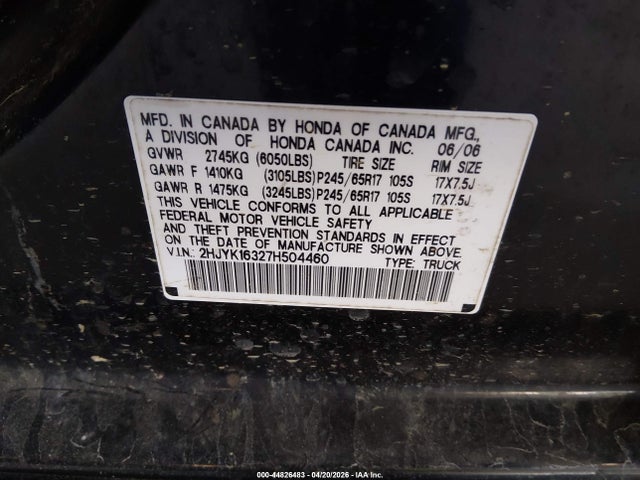 MFD. IN CANADA BY HONDA OF CANADA MFG.,
A DIVISION OF HONDA CANADA INC. 06/06
GVWR 2745KG (6050LBS) TIRE SIZE RIM SIZE
GAWR F 1410KG (3105LBS)P245/65R17 105S 17X7.5J
GAWR R 1475KG (3245LBS)P245/65R17 105S 17X7.5J
THIS VEHICLE CONFORMS TO ALL APPLICABLE
FEDERAL MOTOR VEHICLE SAFETY
AND THEFT PREVENTION STANDARDS IN EFFECT
ON THE DATE OF MANUFACTURE SHOWN ABOVE.
V.I.N.: 2HJYK16327H504460 TYPE: TRUCK
000-44826483 - 04/20/2026 - IAA Inc.